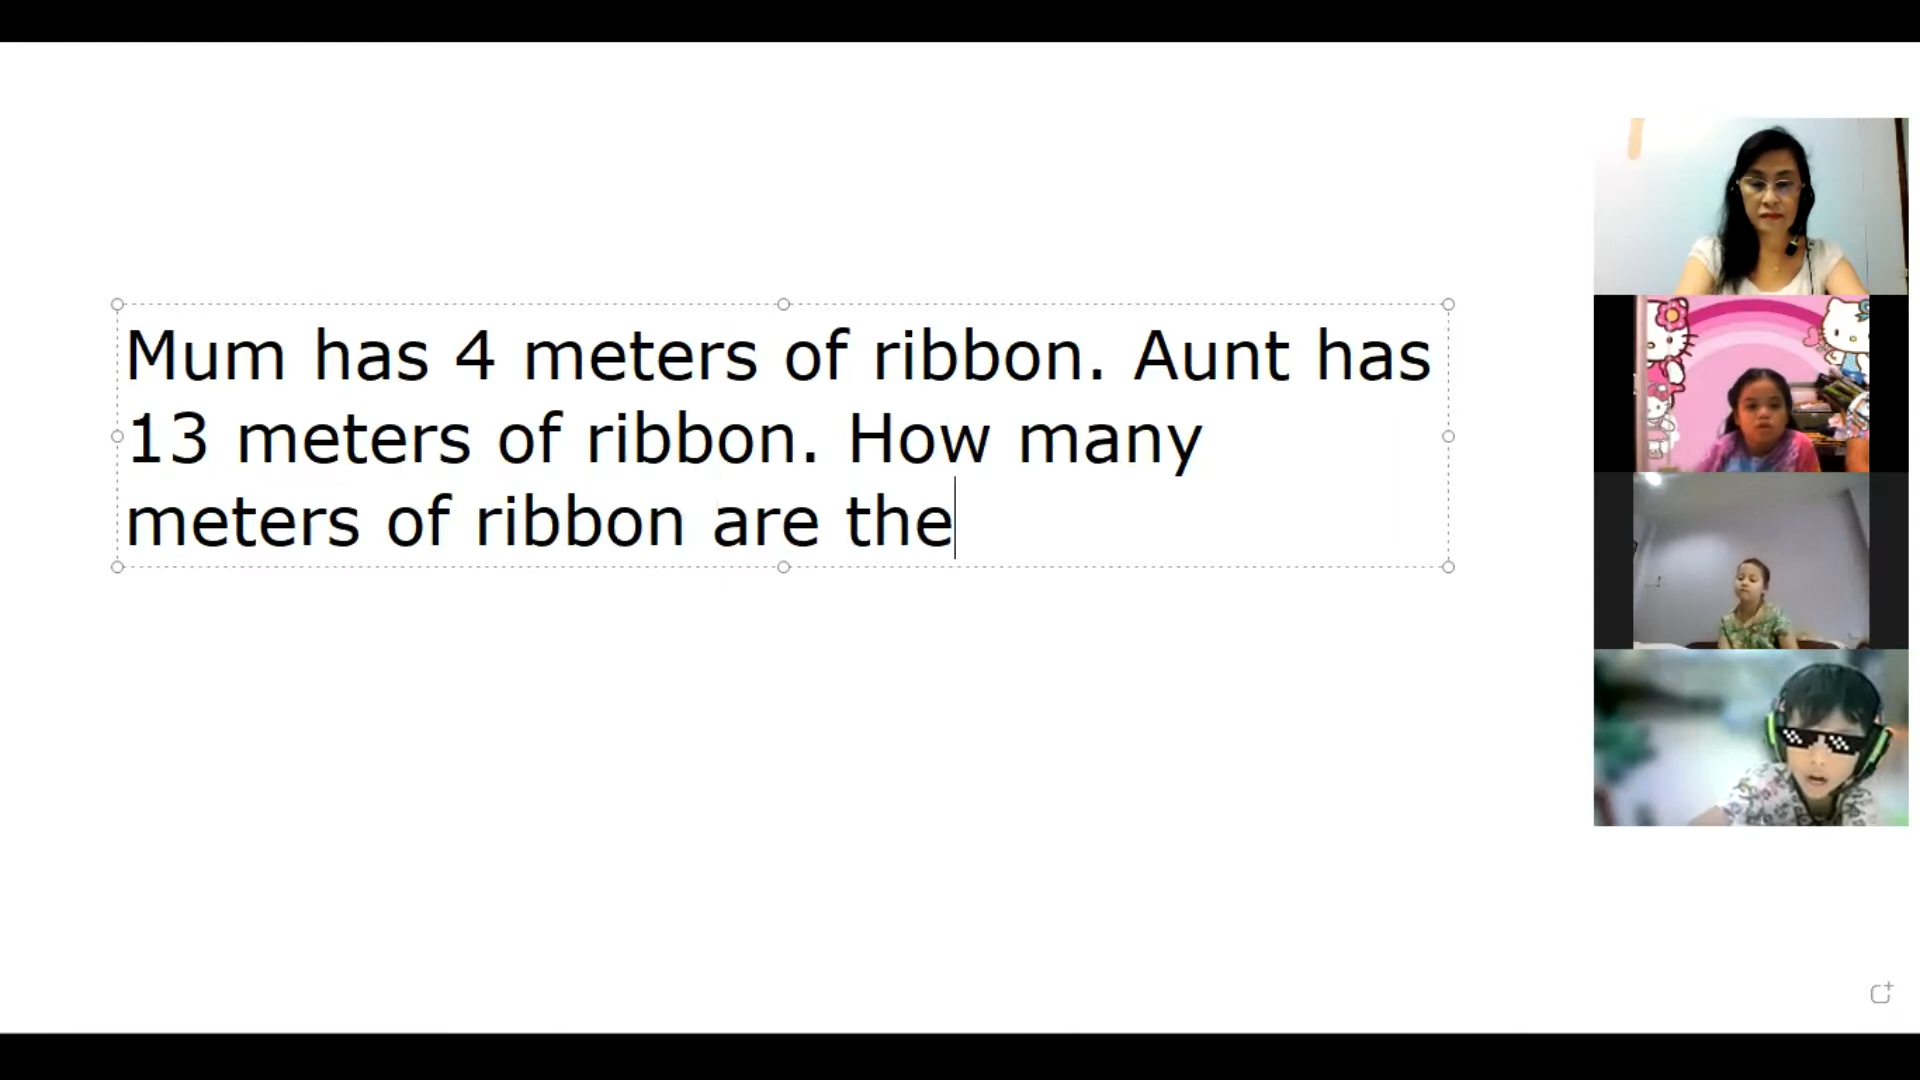 Mum has 4 meters of ribbon. Aunt has
13 meters of ribbon. How many
meters of ribbon are the